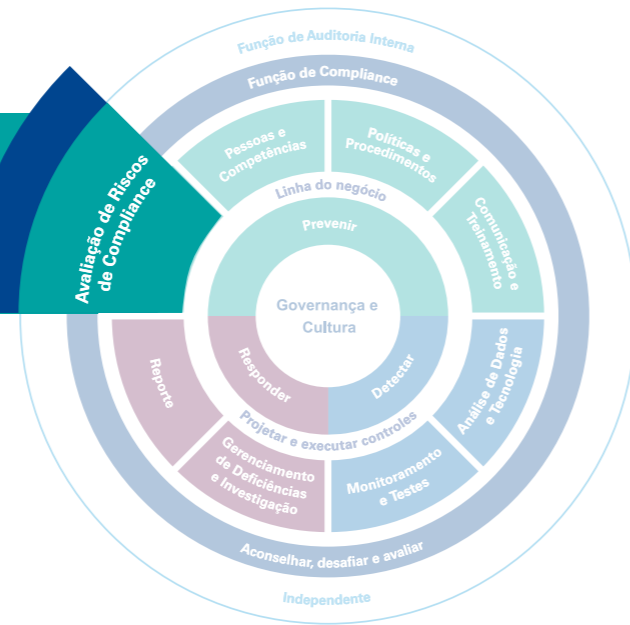 Função de Auditoria Interna
Função de Compliance
Pessoas e
Competências
Políticas e
Procedimentos
Comunicação e
Treinamento
Avaliação de Riscos
de Compliance
Linha do negócio
Prevenir
Governança e
Cultura
Responder
Detectar
Projetar e executar controles
Análise de Dados
e Tecnologia
Reporte
Gerenciamento
de Deficiências
e Investigação
Monitoramento
e Testes
Aconselhar, desafiar e avaliar
Independente